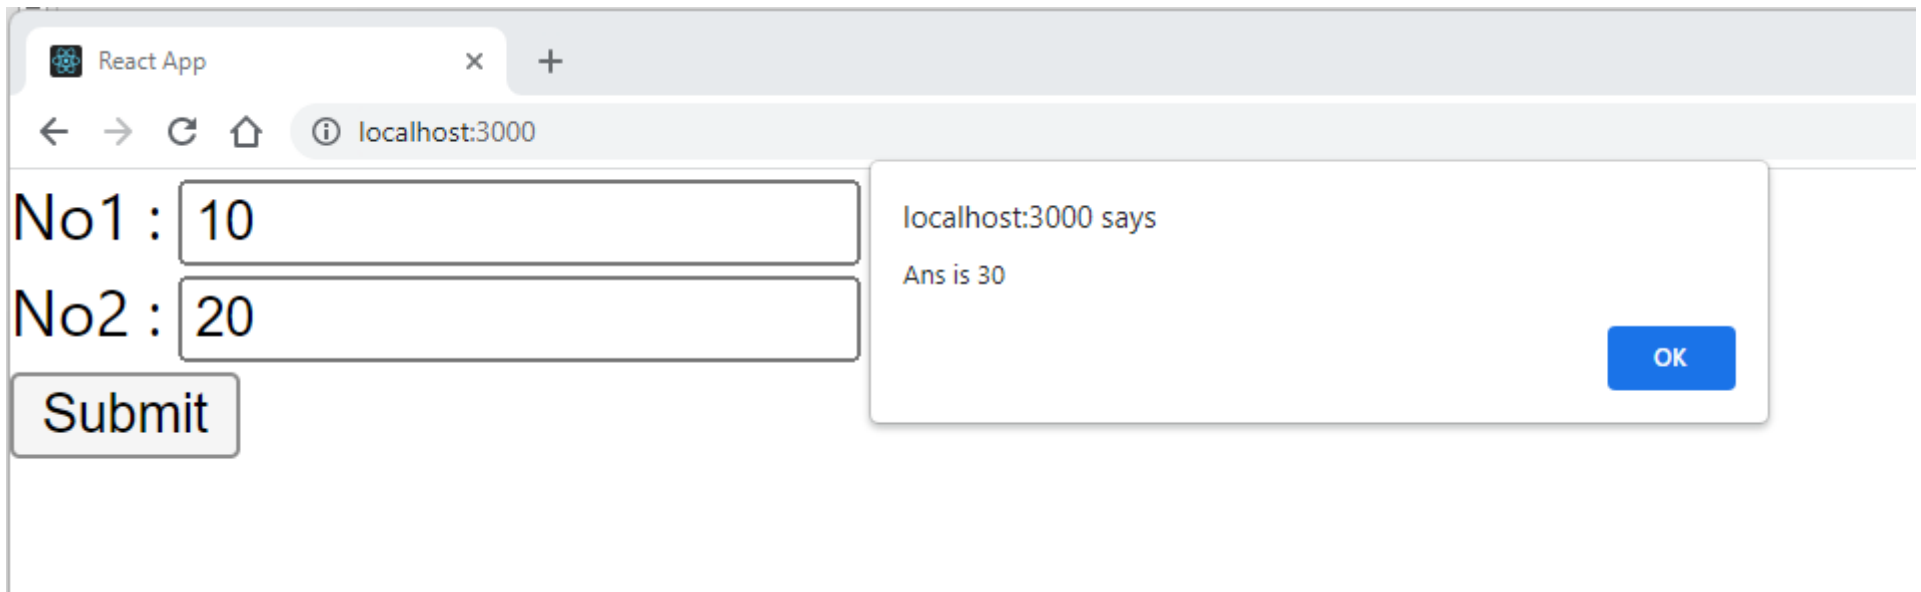 React App
localhost:3000
No1 : 10
No2 : 20
Submit
localhost:3000 says
Ans is 30
OK